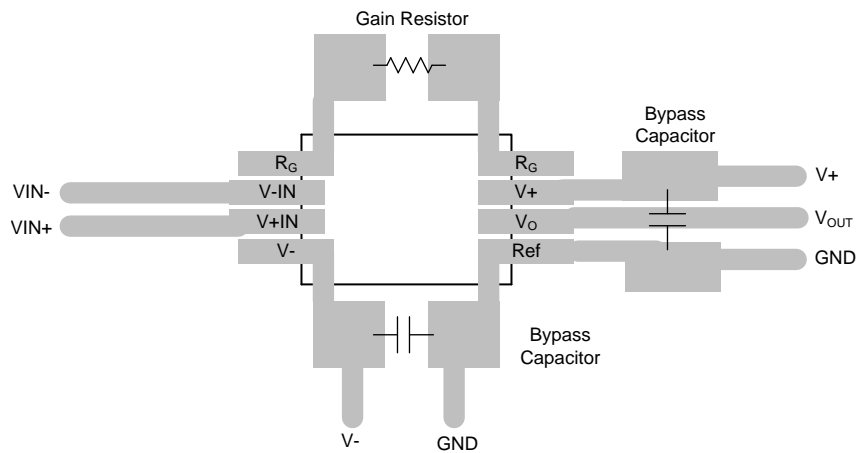 Gain Resistor
Bypass
Capacitor
RG
RG
V+
VIN-
V-IN
V+
VIN+
V+IN
VO
VOUT
V-
Ref
GND
Bypass
Capacitor
V-
GND